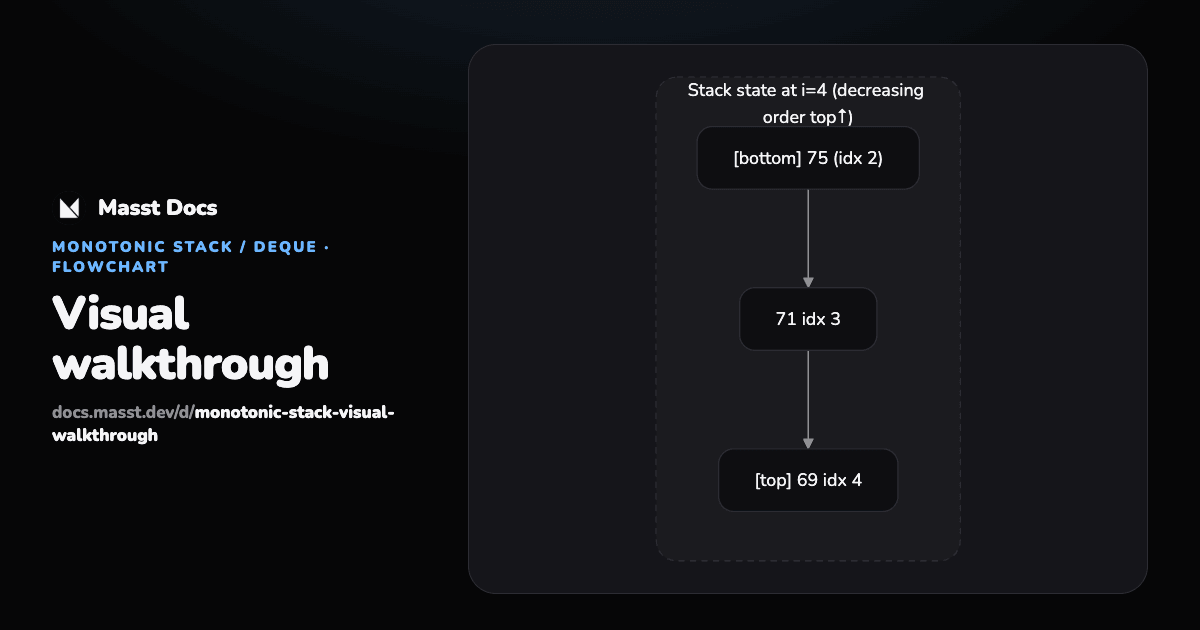 Masst Docs
MONOTONIC STACK / DEQUE ·
FLOWCHART
Visual
walkthrough
docs.masst.dev/d/monotonic-stack-visual-
walkthrough
Stack state at i=4 (decreasing
order top↑)
[bottom] 75 (idx 2)
71 idx 3
[top] 69 idx 4